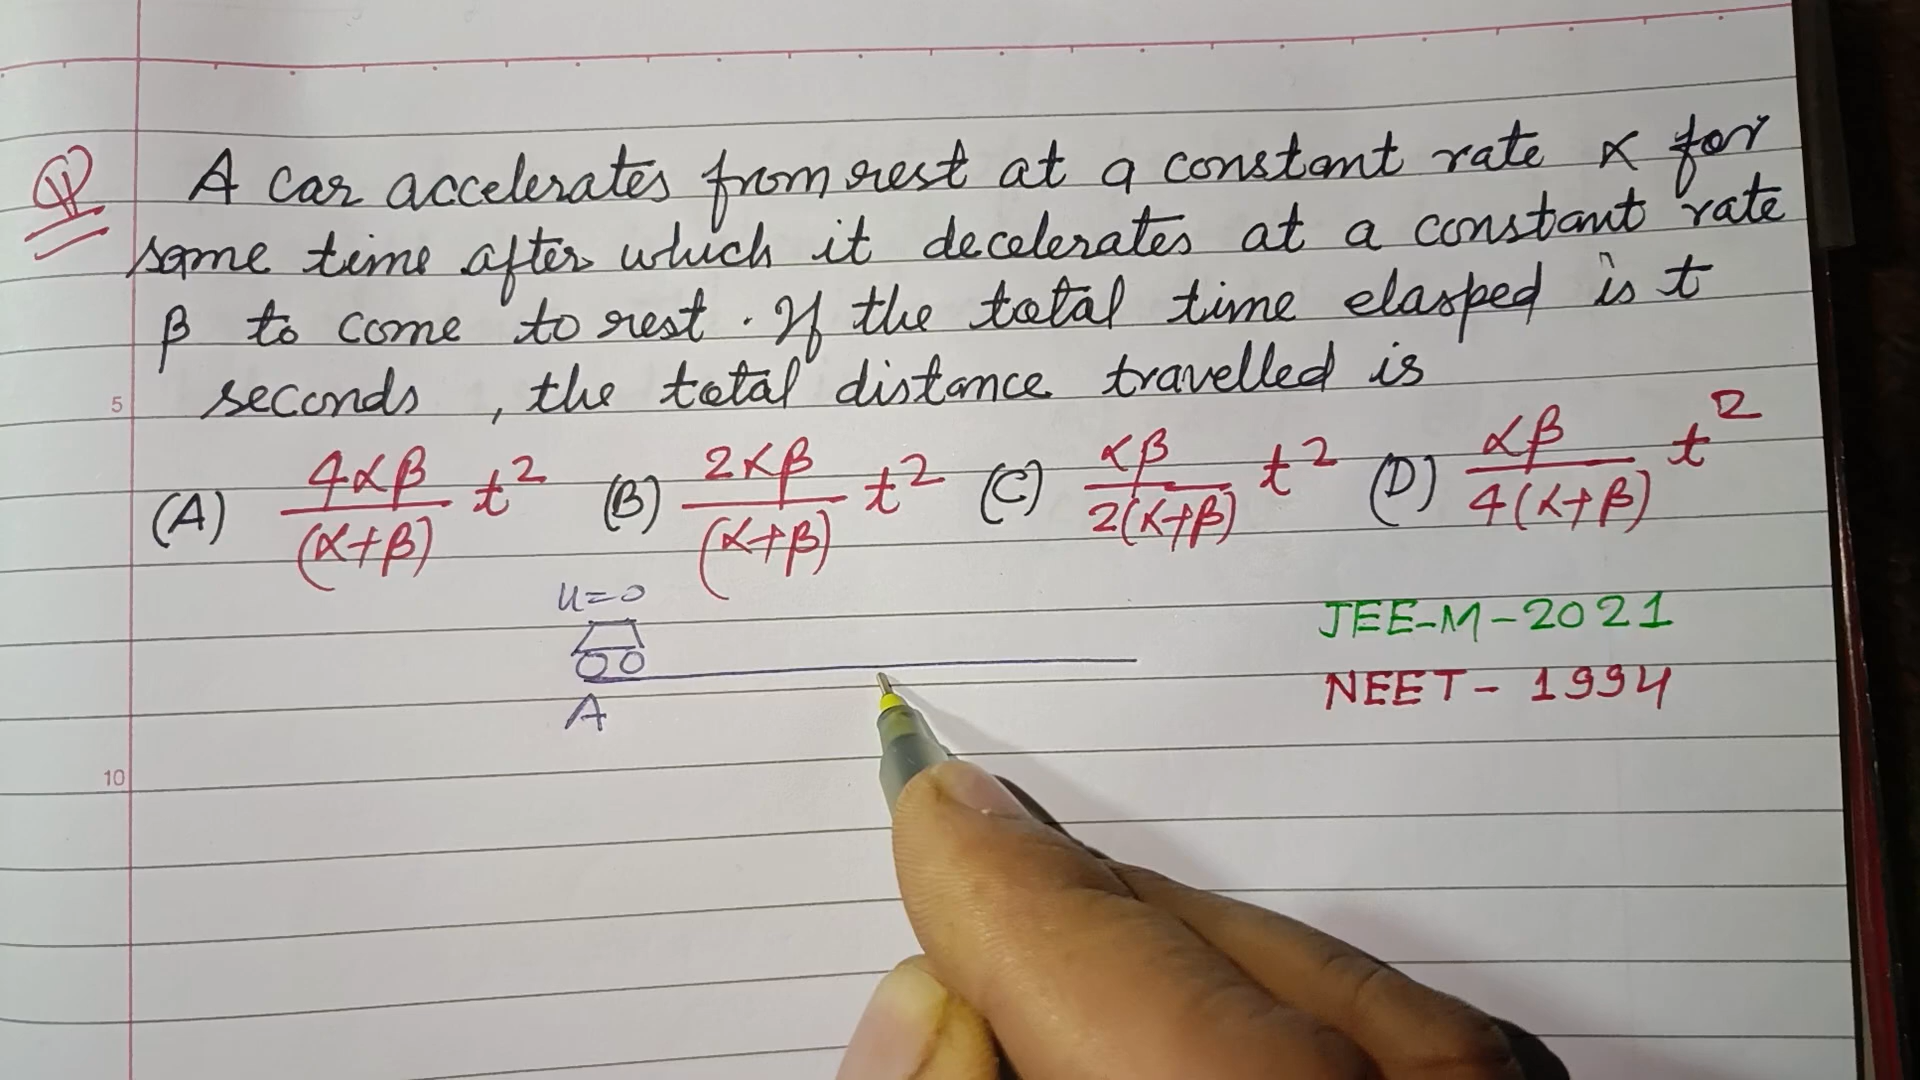 Q A car accelerates from rest at a constant rate α for
some time after which it decelerates at a constant rate
β to come to rest. If the total time elasped is t
seconds, the total distance travelled is
5
(A) 4αβ/(α+β) t² (B) 2αβ/(α+β) t² (C) αβ/2(α+β) t² (D) αβ/4(α+β) t²
u=0
JEE-M-2021
A
NEET-1994
10